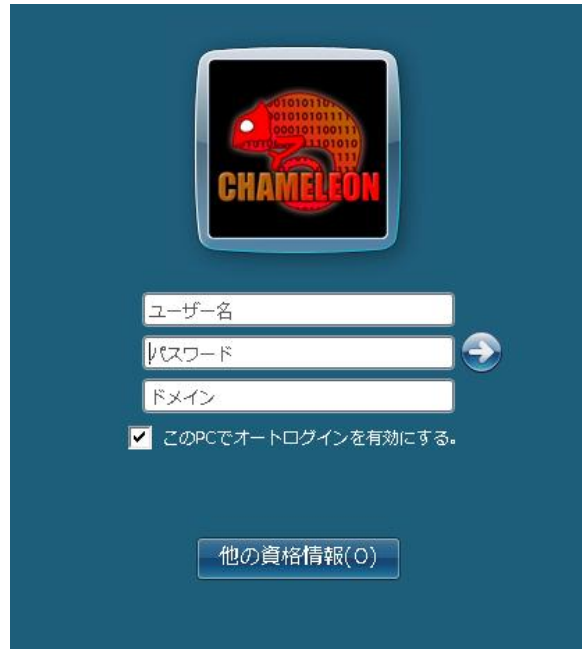 01010110
00010101100111
CHAMELEON
ユーザー名
パスワード
ドメイン
このPCでオートログインを有効にする。
他の資格情報(O)